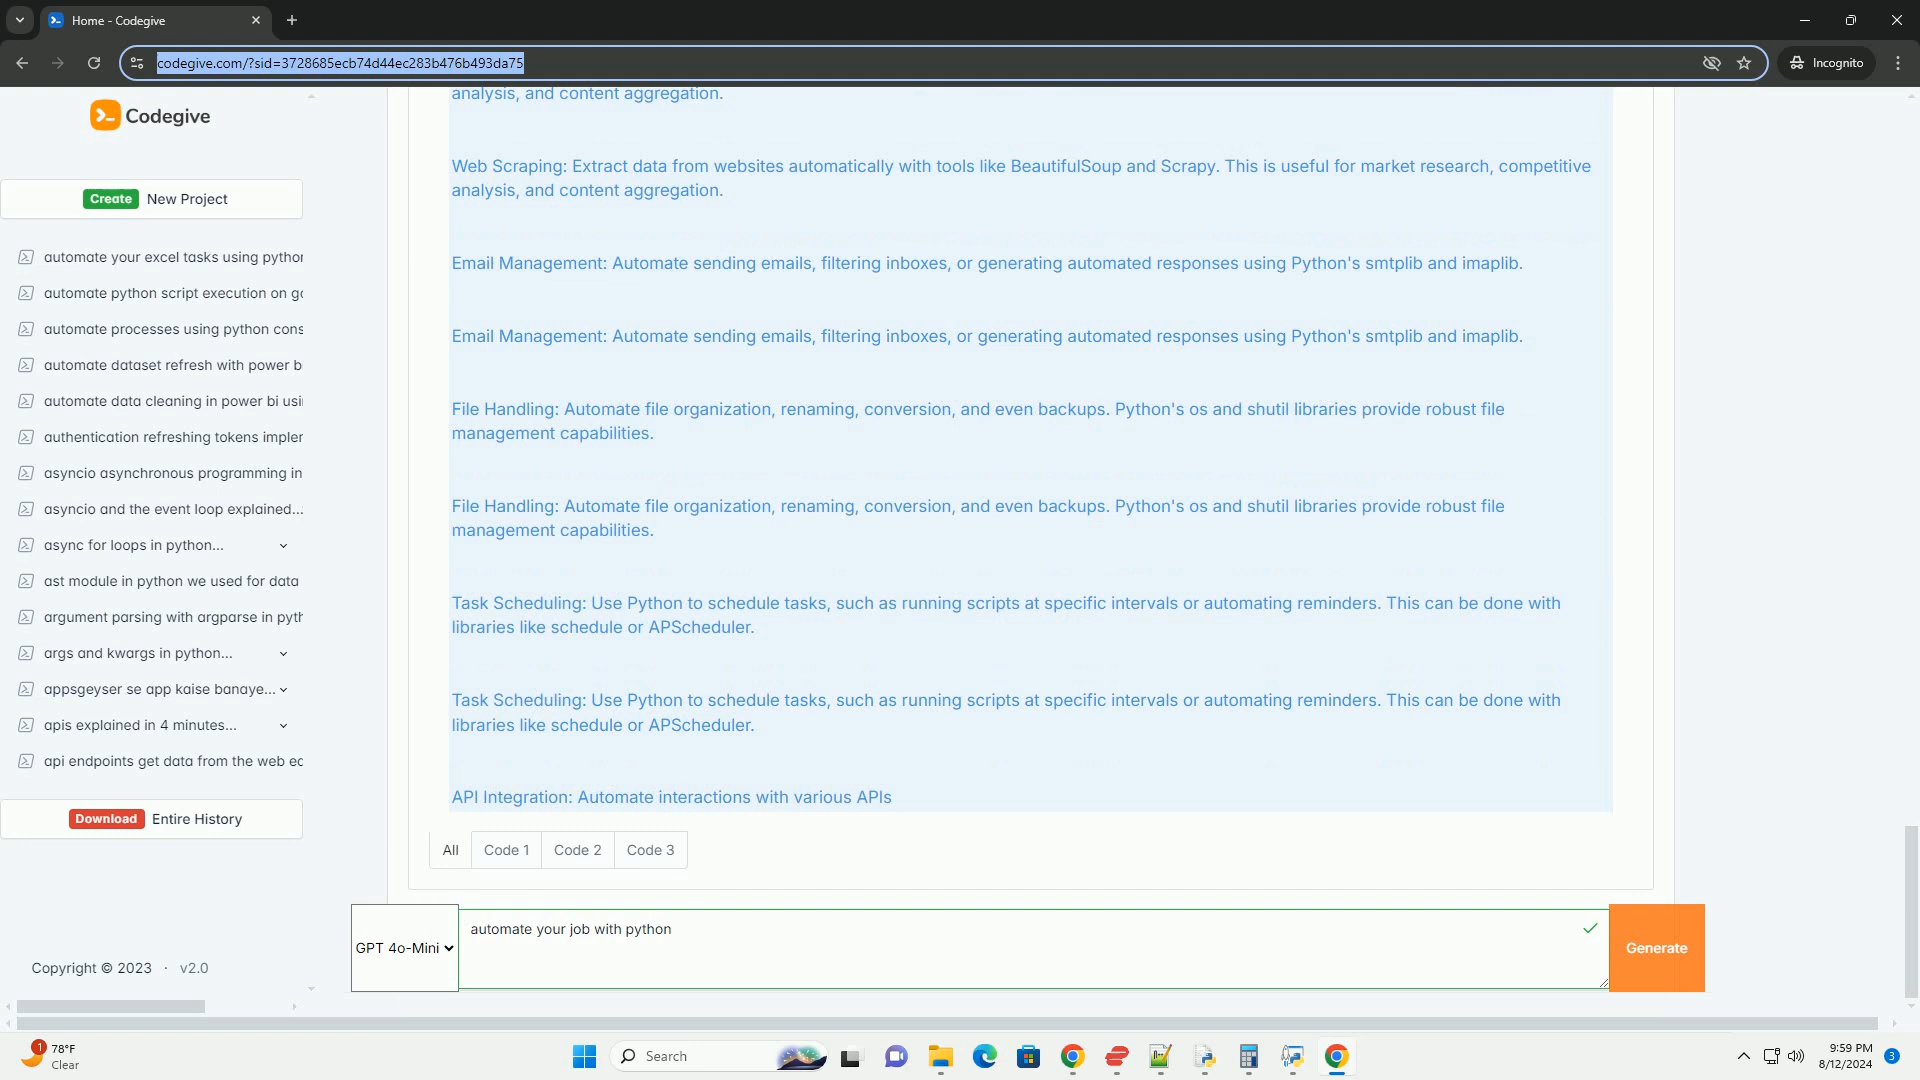 Home - Codegive
codegive.com/?sid=3728685ecb74d44ec283b476b493da75
Incognito
Codegive
Create New Project
automate your excel tasks using python
automate python script execution on go
automate processes using python cons
automate dataset refresh with power b
automate data cleaning in power bi usi
authentication refreshing tokens impler
asyncio asynchronous programming in
asyncio and the event loop explained...
async for loops in python...
ast module in python we used for data
argument parsing with argparse in pyth
args and kwargs in python...
appsgeyser se app kaise banaye...
apis explained in 4 minutes...
api endpoints get data from the web ec
Download Entire History
Copyright © 2023 · v2.0
analysis, and content aggregation.
Web Scraping: Extract data from websites automatically with tools like BeautifulSoup and Scrapy. This is useful for market research, competitive
analysis, and content aggregation.
Email Management: Automate sending emails, filtering inboxes, or generating automated responses using Python's smtplib and imaplib.
Email Management: Automate sending emails, filtering inboxes, or generating automated responses using Python's smtplib and imaplib.
File Handling: Automate file organization, renaming, conversion, and even backups. Python's os and shutil libraries provide robust file
management capabilities.
File Handling: Automate file organization, renaming, conversion, and even backups. Python's os and shutil libraries provide robust file
management capabilities.
Task Scheduling: Use Python to schedule tasks, such as running scripts at specific intervals or automating reminders. This can be done with
libraries like schedule or APScheduler.
Task Scheduling: Use Python to schedule tasks, such as running scripts at specific intervals or automating reminders. This can be done with
libraries like schedule or APScheduler.
API Integration: Automate interactions with various APIs
All Code 1 Code 2 Code 3
GPT 4o-Mini
automate your job with python
Generate
1
78°F
Clear
Search
9:59 PM
8/12/2024
3